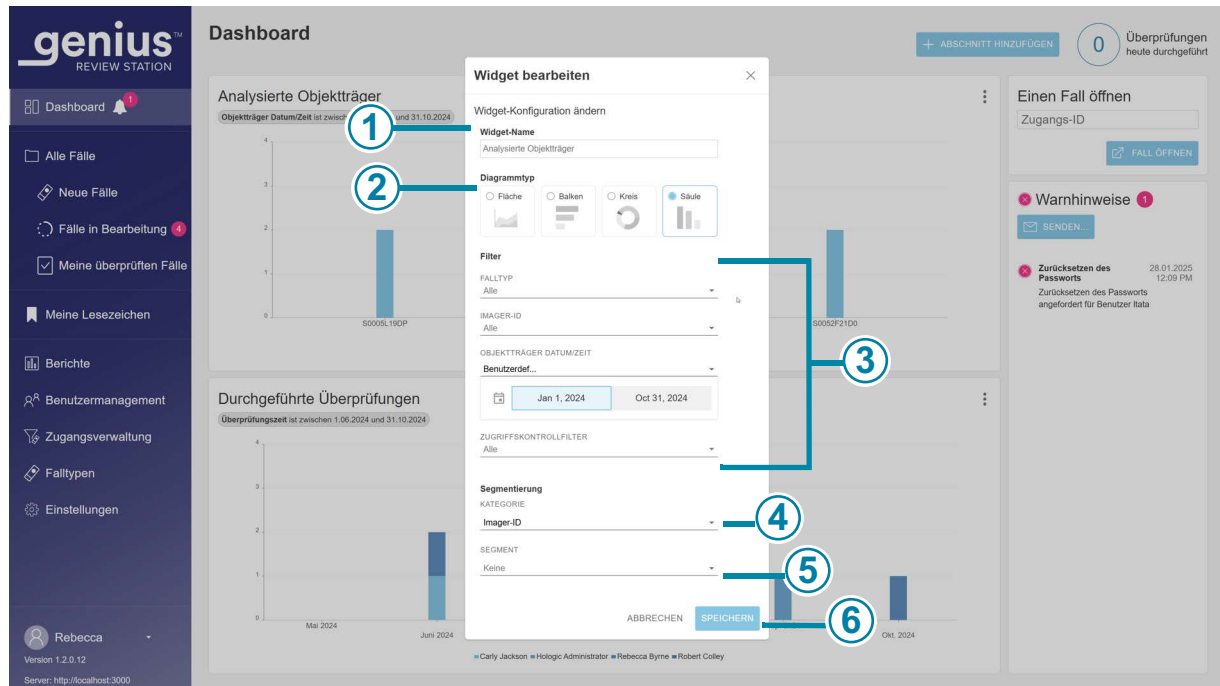 genius™
REVIEW STATION
Dashboard 1
Alle Fälle
Neue Fälle
Fälle in Bearbeitung 4
Meine überprüften Fälle
Meine Lesezeichen
Berichte
Benutzermanagement
Zugangsverwaltung
Falltypen
Einstellungen
Rebecca
Version 1.2.0.12
Server: http://localhost:3000
Dashboard
+ ABSCHNITT HINZUFÜGEN
0
Überprüfungen
heute durchgeführt
Analysierte Objektträger
Objektträger Datum/Zeit ist zwisch und 31.10.2024
4
3
2
1
0
S0005L19DP
S0052F21D0
Durchgeführte Überprüfungen
Überprüfungszeit ist zwischen 1.06.2024 und 31.10.2024
4
3
2
1
0
Mai 2024
Juni 2024
Okt. 2024
Carly Jackson Hologic Administrator Rebecca Byrne Robert Colley
Widget bearbeiten
Widget-Konfiguration ändern
1
Widget-Name
Analysierte Objektträger
2
Diagrammtyp
Fläche Balken Kreis Säule
Filter
FALLTYP
Alle
IMAGER-ID
Alle
3
OBJEKTTRÄGER DATUM/ZEIT
Benutzerdef...
Jan 1, 2024 Oct 31, 2024
ZUGRIFFSKONTROLLFILTER
Alle
Segmentierung
KATEGORIE
Imager-ID
4
SEGMENT
Keine
5
ABBRECHEN SPEICHERN
6
Einen Fall öffnen
Zugangs-ID
FALL ÖFFNEN
Warnhinweise 1
SENDEN...
Zurücksetzen des 28.01.2025
Passworts 12:09 PM
Zurücksetzen des Passworts
angefordert für Benutzer ltata